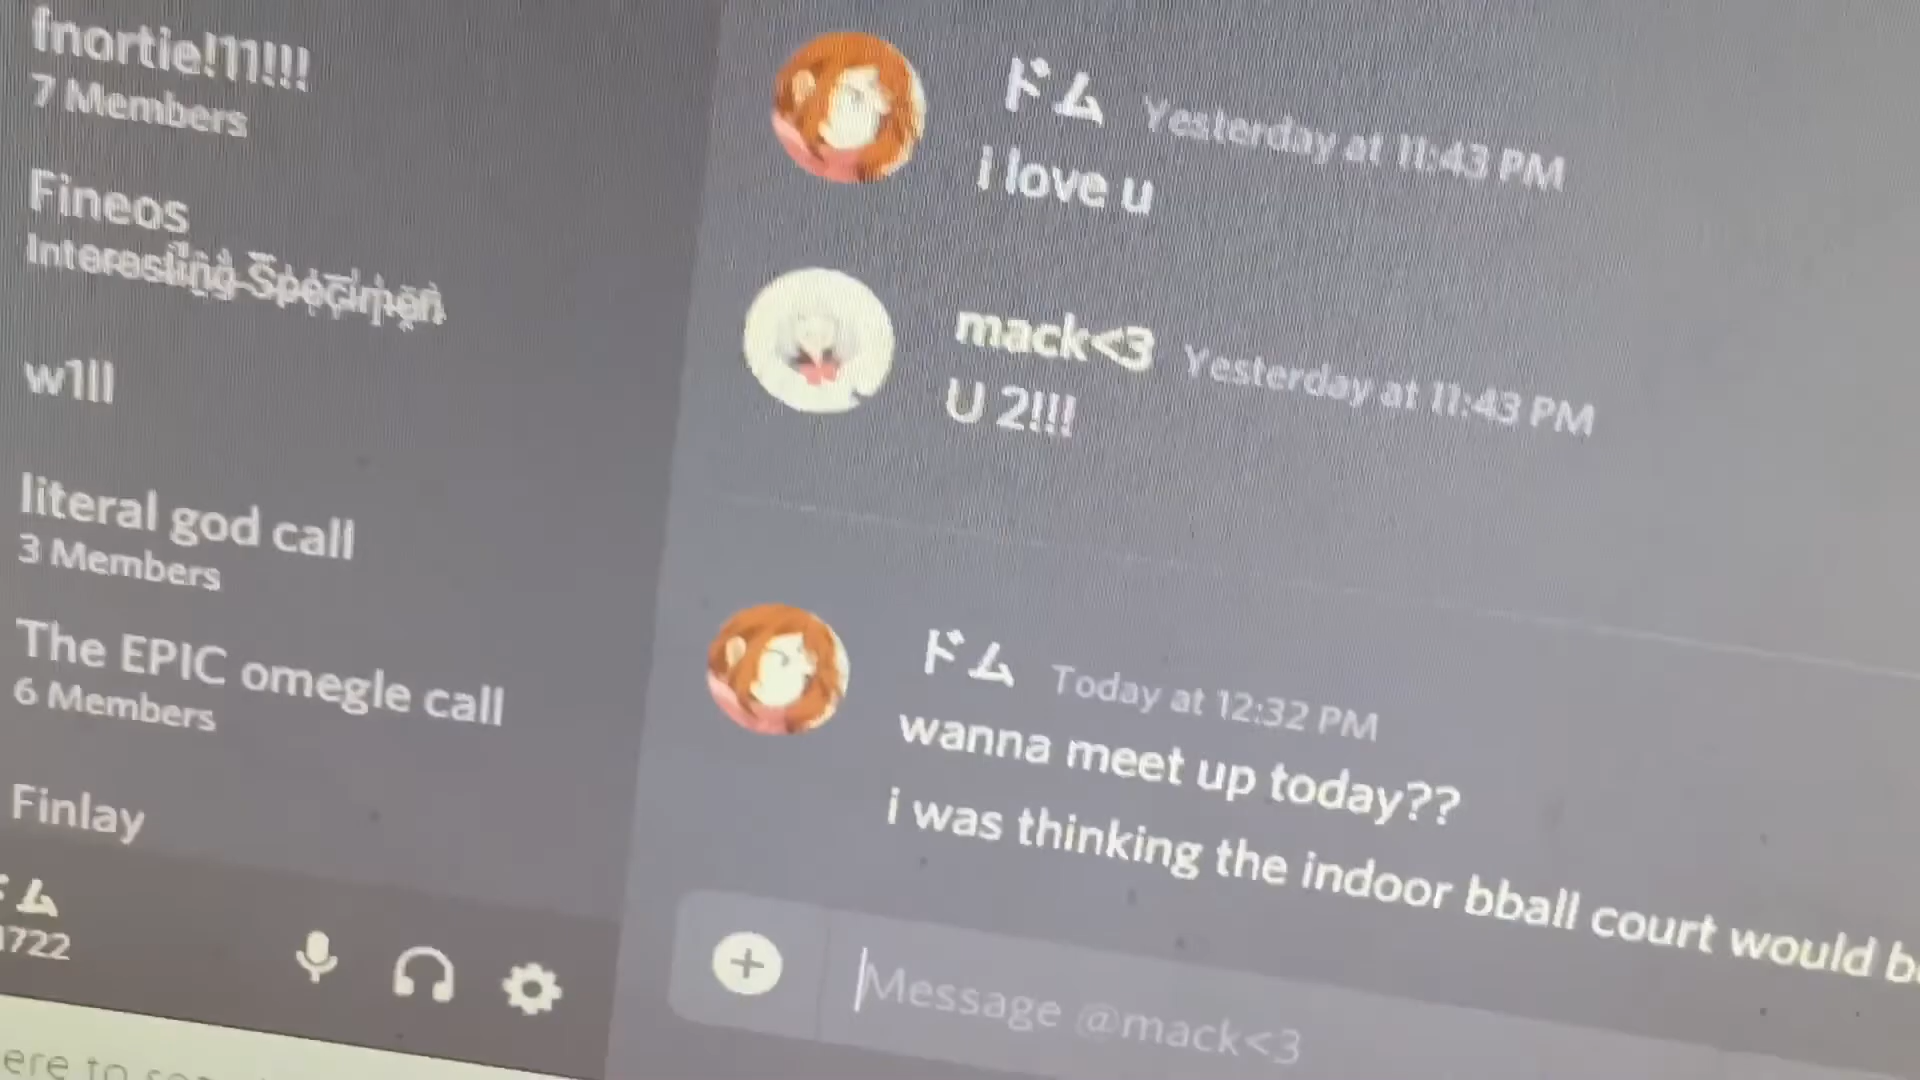 fnortie!11!!!
7 Members
Fineos
Interesting Specimen
w1ll
literal god call
3 Members
The EPIC omegle call
6 Members
Finlay
ム
1722
ere to
ドム Yesterday at 11:43 PM
i love u
mack<3 Yesterday at 11:43 PM
U 2!!!
ドム Today at 12:32 PM
wanna meet up today??
i was thinking the indoor bball court would
Message @mack<3